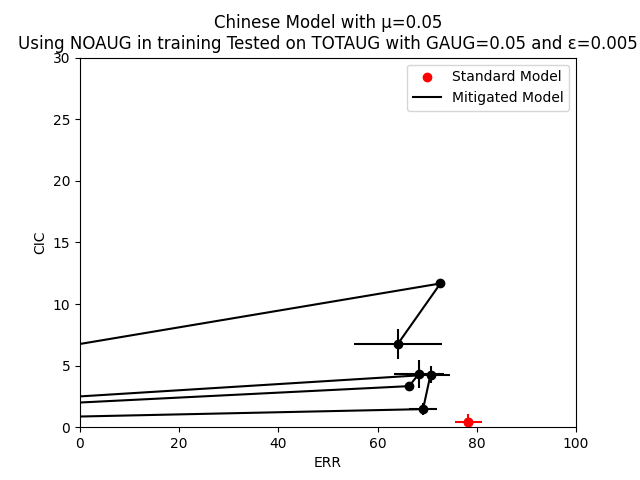 Chinese Model with μ=0.05
Using NOAUG in training Tested on TOTAUG with GAUG=0.05 and ε=0.005
Standard Model
Mitigated Model
30
25
20
15
10
5
0
CIC
0 20 40 60 80 100
ERR